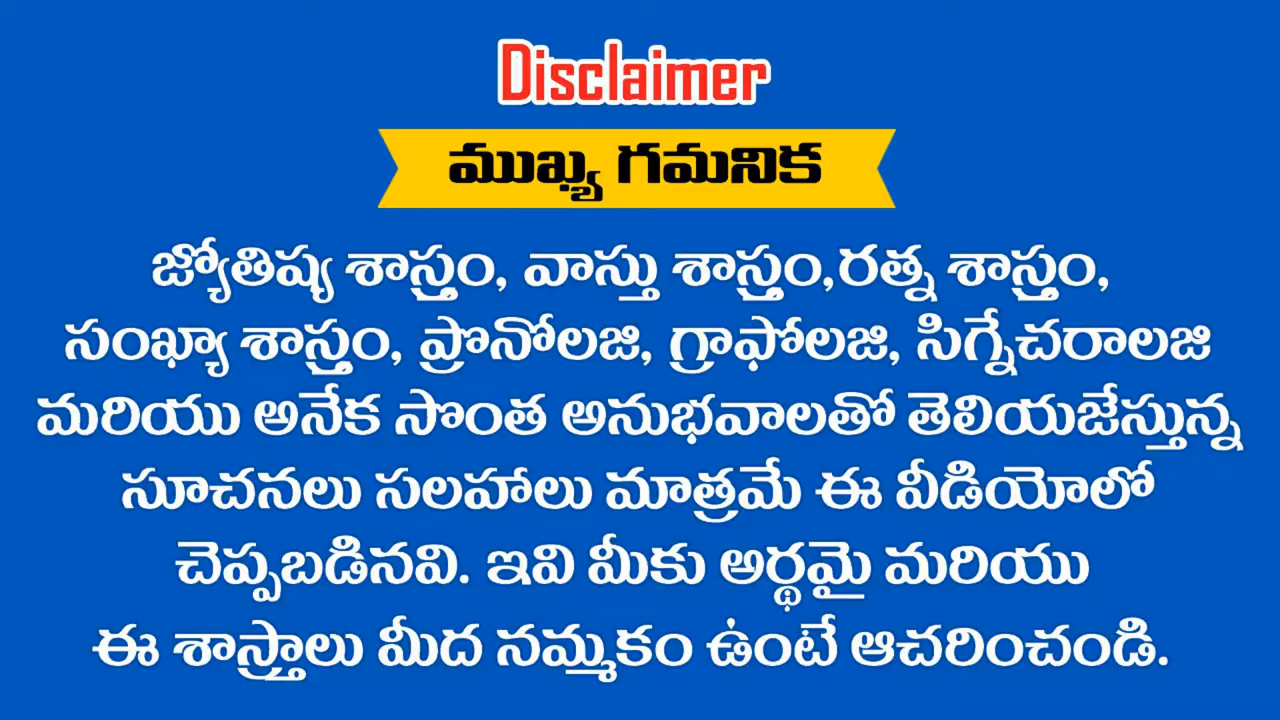 Disclaimer
ముఖ్య గమనిక
జ్యోతిష్య శాస్త్రం, వాస్తు శాస్త్రం,రత్న శాస్త్రం,
సంఖ్యా శాస్త్రం, ప్రొనోలజి, గ్రాఫోలజి, సిగ్నేచరాలజి
మరియు అనేక సొంత అనుభవాలతో తెలియజేస్తున్న
సూచనలు సలహాలు మాత్రమే ఈ వీడియోలో
చెప్పబడినవి. ఇవి మీకు అర్థమై మరియు
ఈ శాస్త్రాలు మీద నమ్మకం ఉంటే ఆచరించండి.